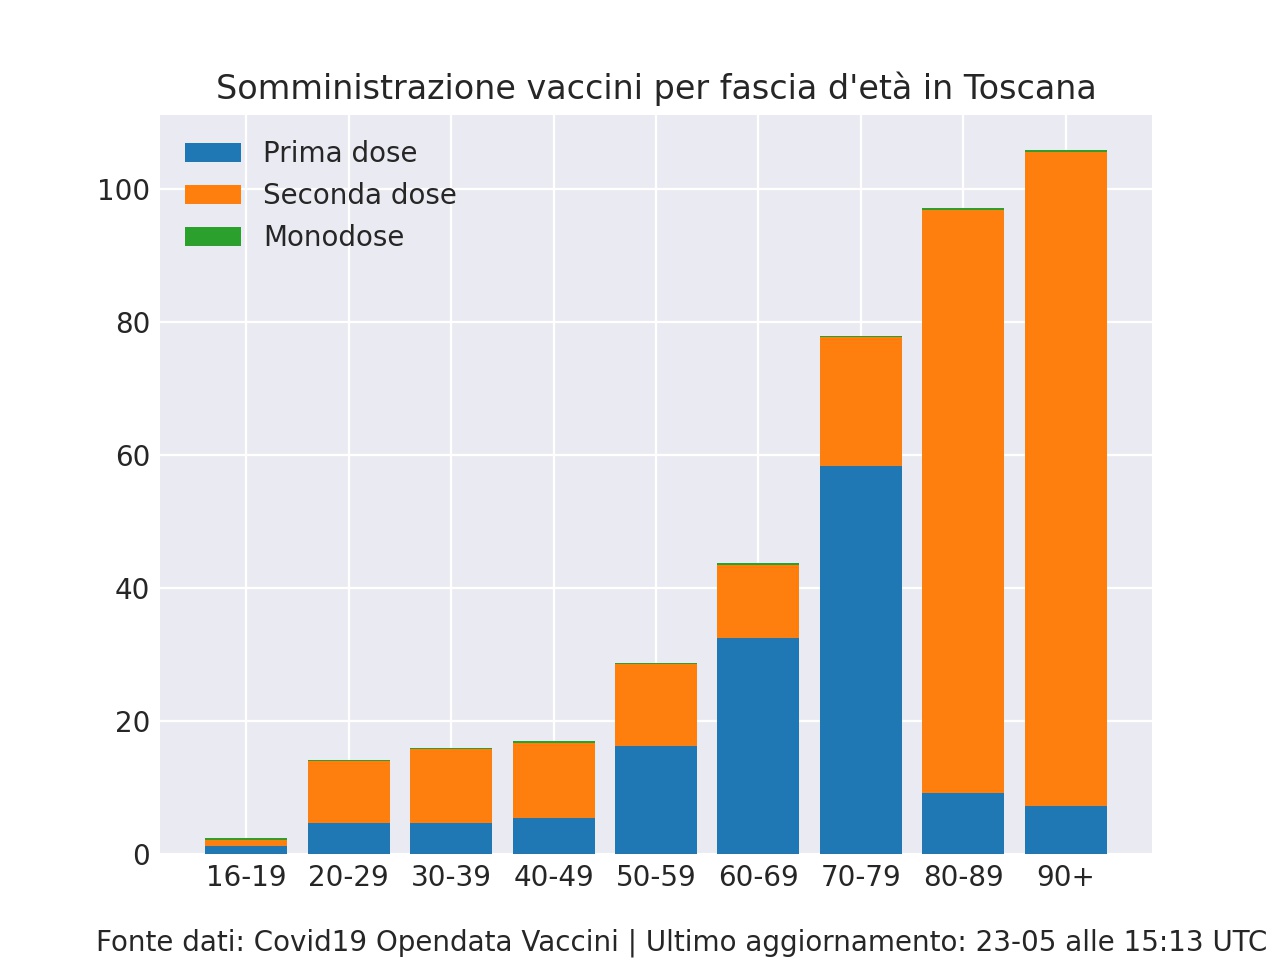 Somministrazione vaccini per fascia d'età in Toscana
Prima dose
Seconda dose
Monodose
100
80
60
40
20
0
16-19 20-29 30-39 40-49 50-59 60-69 70-79 80-89 90+
Fonte dati: Covid19 Opendata Vaccini | Ultimo aggiornamento: 23-05 alle 15:13 UTC